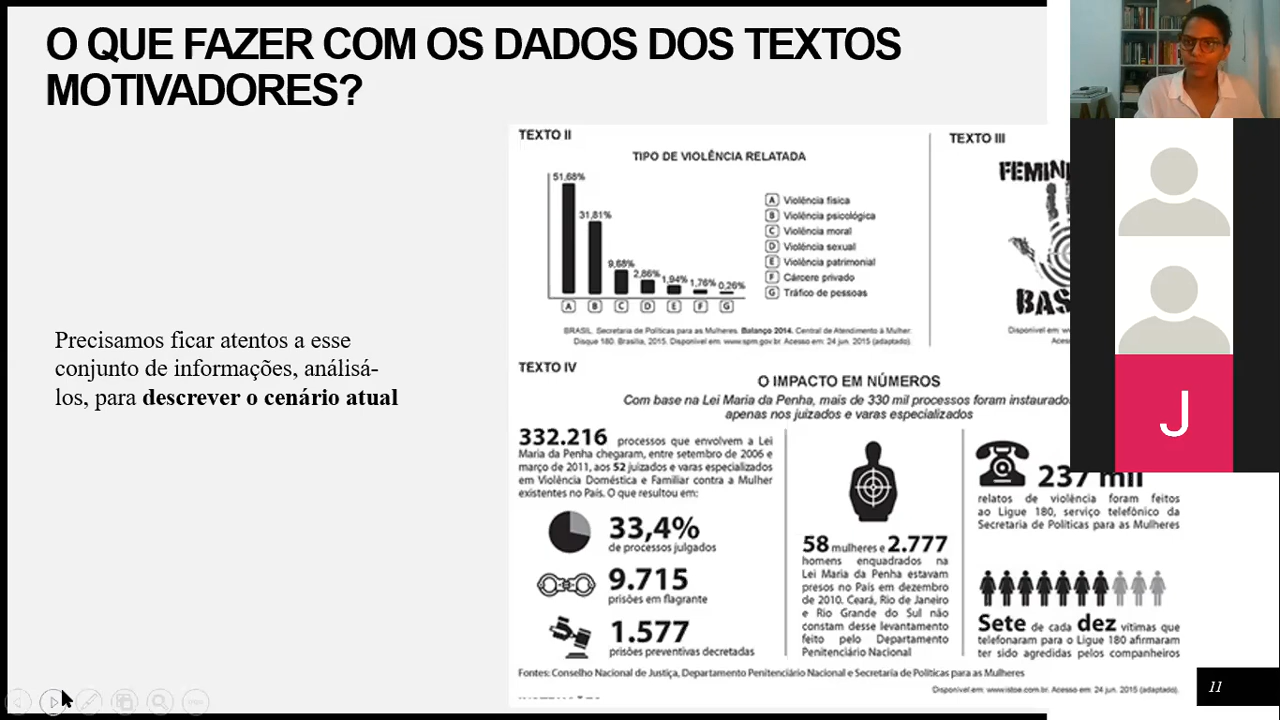 O QUE FAZER COM OS DADOS DOS TEXTOS
MOTIVADORES?
Precisamos ficar atentos a esse
conjunto de informações, análisá-
los, para descrever o cenário atual
TEXTO II
TIPO DE VIOLÊNCIA RELATADA
51,68%
31,81%
9,68%
2,86%
1,94%
1,76%
0,26%
A B C D E F G
A Violência física
B Violência psicológica
C Violência moral
D Violência sexual
E Violência patrimonial
F Cárcere privado
G Tráfico de pessoas
BRASIL. Secretaria de Políticas para as Mulheres. Balanço 2014. Central de Atendimento à Mulher:
Disque 180. Brasília, 2015. Disponível em: www.spm.gov.br. Acesso em: 24 jun. 2015 (adaptado).
TEXTO III
FEMIN
BAS
Disponível em: w
TEXTO IV
O IMPACTO EM NÚMEROS
Com base na Lei Maria da Penha, mais de 330 mil processos foram instaurado
apenas nos juizados e varas especializados
332.216 processos que envolvem a Lei
Maria da Penha chegaram, entre setembro de 2006 e
março de 2011, aos 52 juizados e varas especializados
em Violência Doméstica e Familiar contra a Mulher
existentes no País. O que resultou em:
33,4%
de processos julgados
9.715
prisões em flagrante
1.577
prisões preventivas decretadas
58 mulheres e 2.777
homens enquadrados na
Lei Maria da Penha estavam
presos no País em dezembro
de 2010. Ceará, Rio de Janeiro
e Rio Grande do Sul não
constam desse levantamento
feito pelo Departamento
Penitenciário Nacional
237 mil
relatos de violência foram feitos
ao Ligue 180, serviço telefônico da
Secretaria de Políticas para as Mulheres
Sete de cada dez vítimas que
telefonaram para o Ligue 180 afirmaram
ter sido agredidas pelos companheiros
Fontes: Conselho Nacional de Justiça, Departamento Penitenciário Nacional e Secretaria de Políticas para as Mulheres
Disponível em: www.istoe.com.br. Acesso em: 24 jun. 2015 (adaptado).
11
J